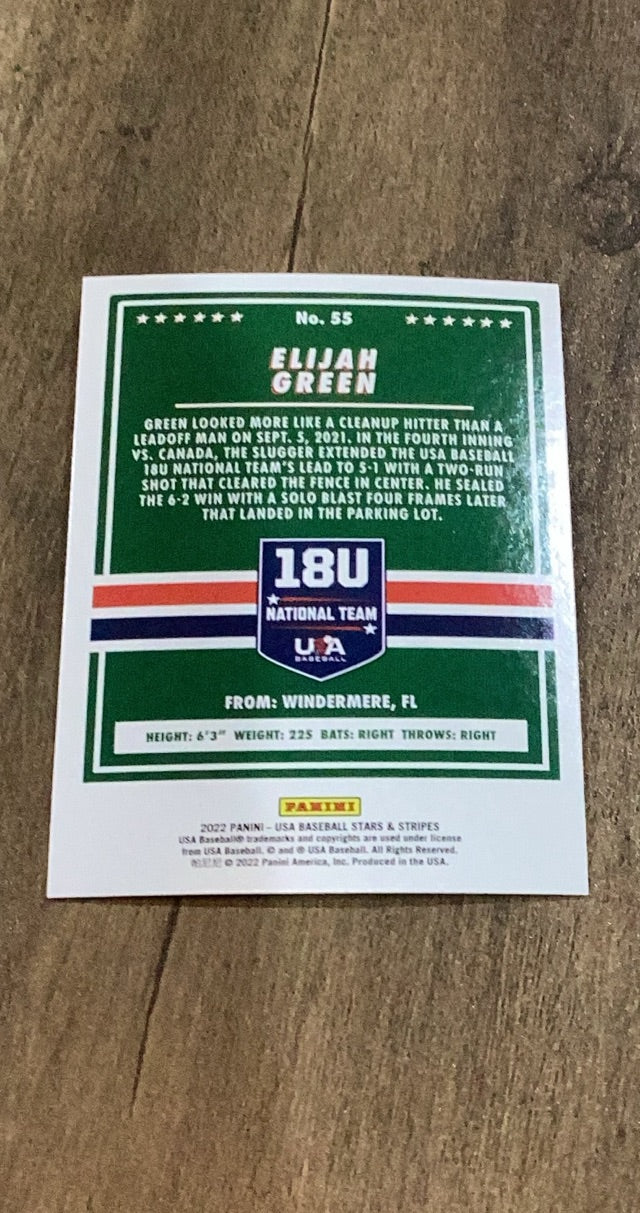 No. 55
ELIJAH
GREEN
GREEN LOOKED MORE LIKE A CLEANUP HITTER THAN A
LEADOFF MAN ON SEPT. 5, 2021. IN THE FOURTH INNING
VS. CANADA, THE SLUGGER EXTENDED THE USA BASEBALL
18U NATIONAL TEAM'S LEAD TO 5-1 WITH A TWO-RUN
SHOT THAT CLEARED THE FENCE IN CENTER. HE SEALED
THE 6-2 WIN WITH A SOLO BLAST FOUR FRAMES LATER
THAT LANDED IN THE PARKING LOT.
18U
NATIONAL TEAM
USA
BASEBALL
FROM: WINDERMERE, FL
HEIGHT: 6'3" WEIGHT: 225 BATS: RIGHT THROWS: RIGHT
PANINI
2022 PANINI – USA BASEBALL STARS & STRIPES
USA Baseball® trademarks and copyrights are used under license
from USA Baseball. © and ® USA Baseball. All Rights Reserved.
帕尼尼 © 2022 Panini America, Inc. Produced in the USA.